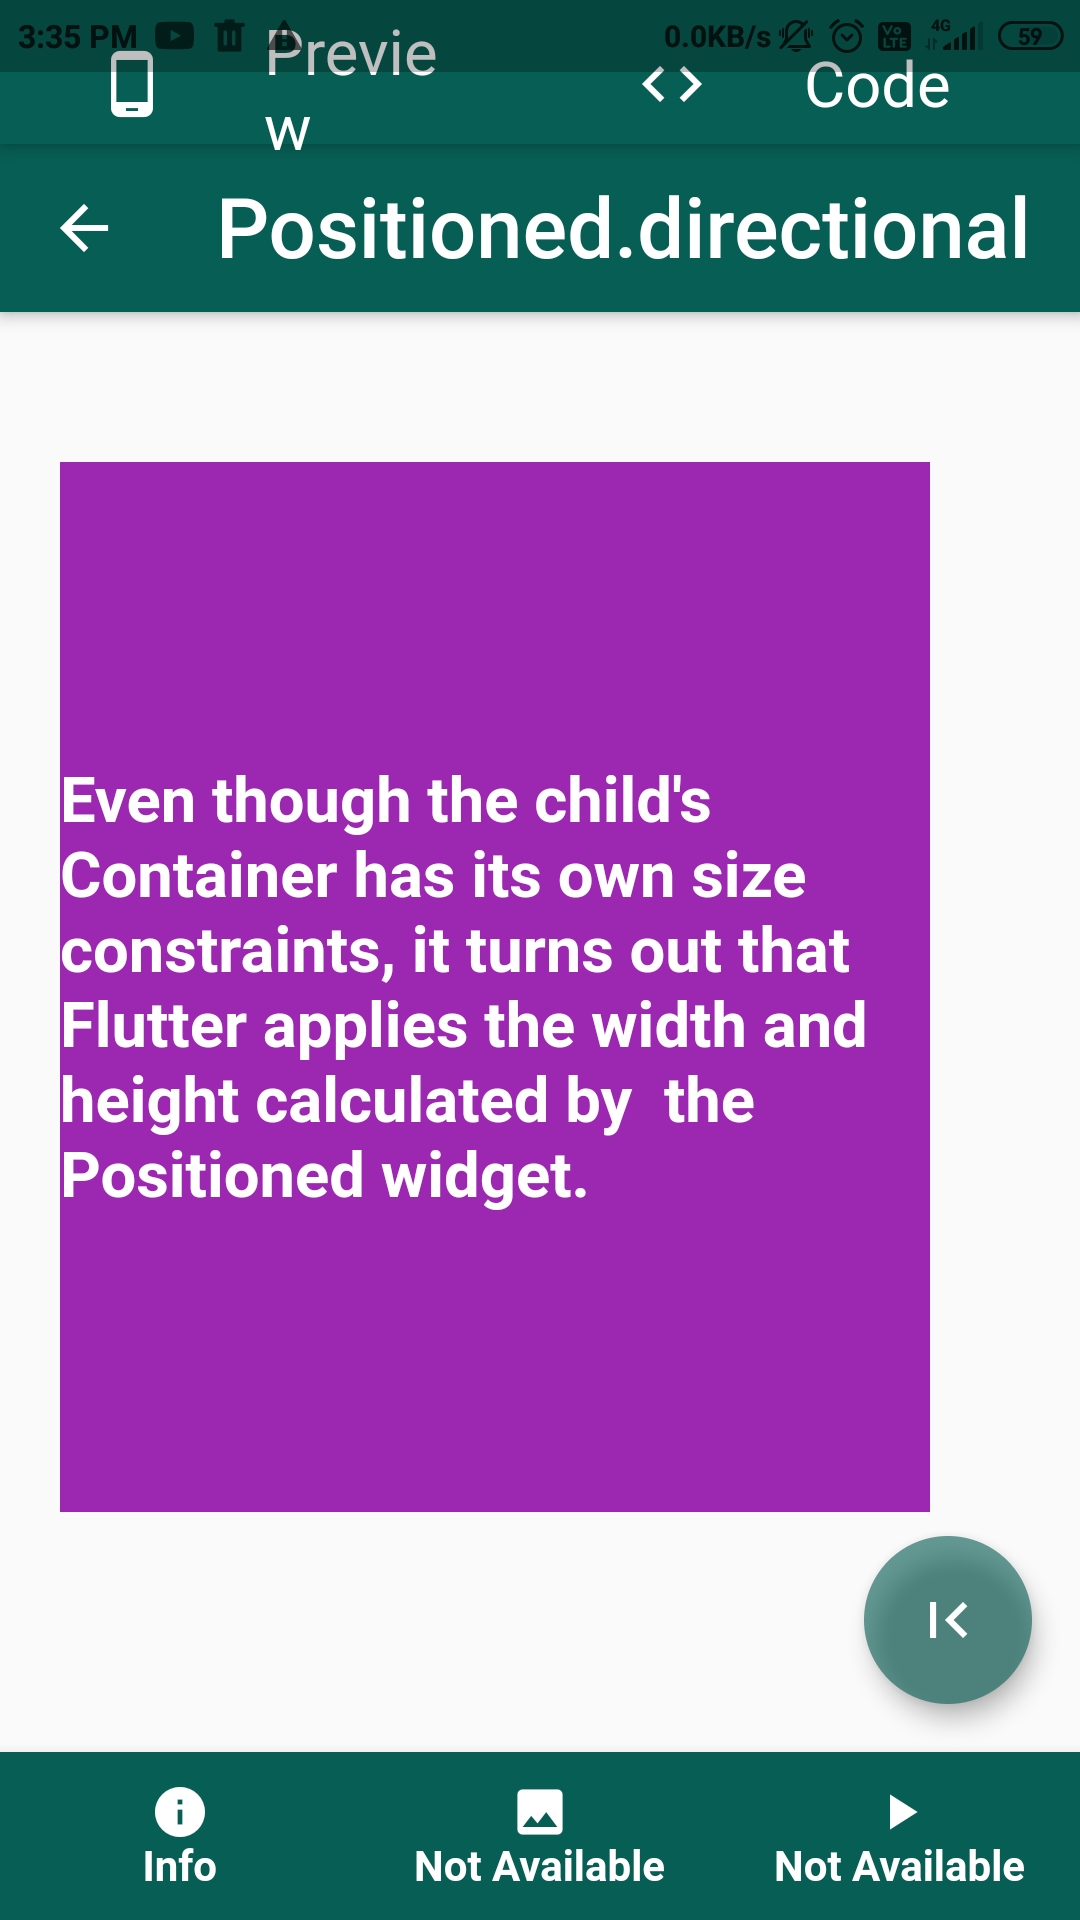 3:35 PM 0.0KB/s Vo LTE 4G 59
Previe
w
Code
Positioned.directional
Even though the child's
Container has its own size
constraints, it turns out that
Flutter applies the width and
height calculated by  the
Positioned widget.
Info Not Available Not Available